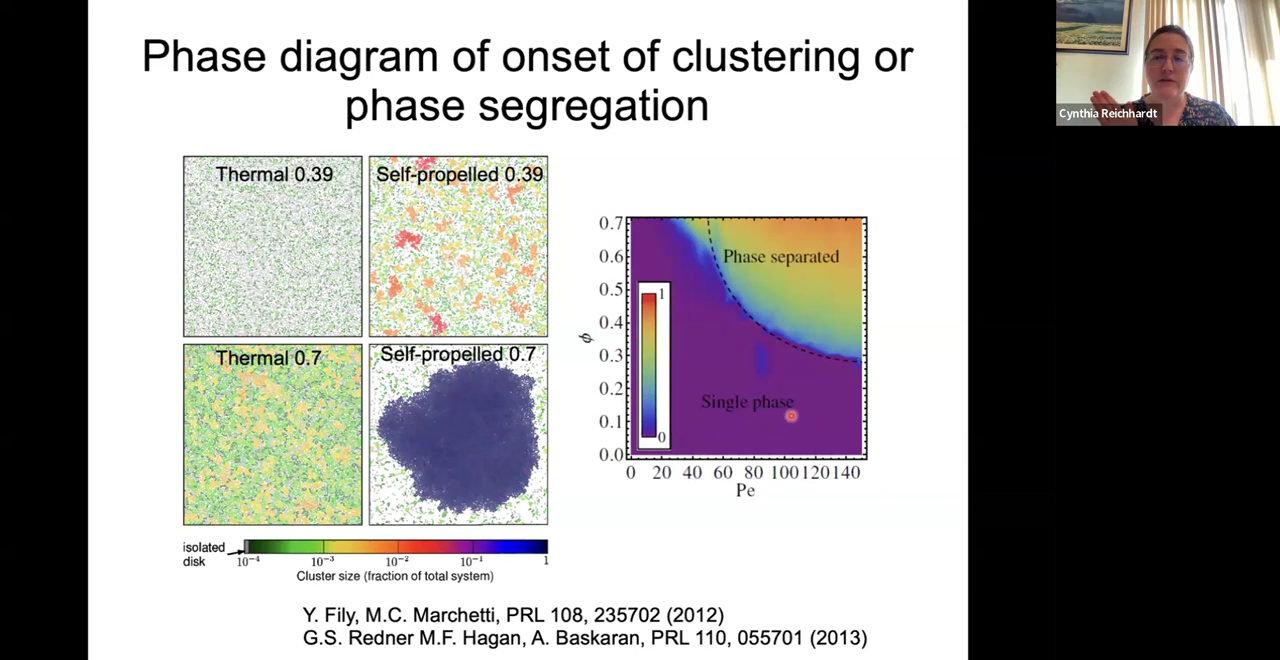 Phase diagram of onset of clustering or
phase segregation
Cynthia Reichhardt
Thermal 0.39
Self-propelled 0.39
Thermal 0.7
Self-propelled 0.7
isolated
disk
10⁻⁴ 10⁻³ 10⁻² 10⁻¹ 1
Cluster size (fraction of total system)
0.7
0.6
0.5
0.4
0.3
0.2
0.1
0.0
ϕ
Phase separated
1
0
Single phase
0 20 40 60 80 100 120 140
Pe
Y. Fily, M.C. Marchetti, PRL 108, 235702 (2012)
G.S. Redner M.F. Hagan, A. Baskaran, PRL 110, 055701 (2013)